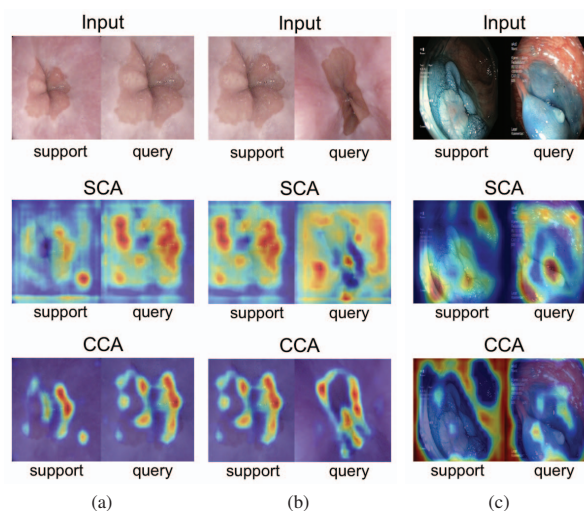 Input Input Input
support query support query support query
SCA SCA SCA
support query support query support query
CCA CCA CCA
support query support query support query
(a) (b) (c)